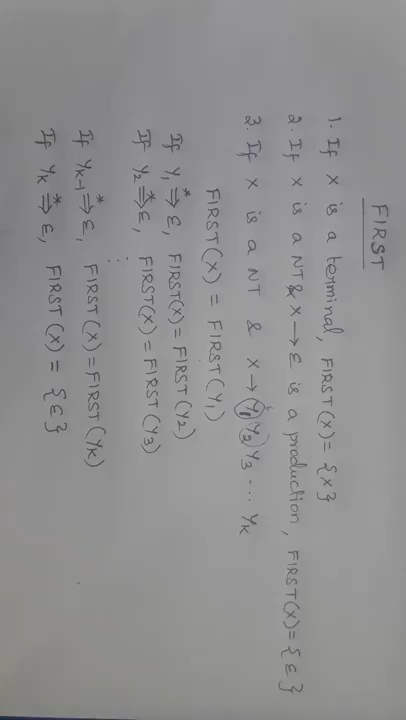 FIRST
1. If X is a terminal, FIRST(X) = {X}
2. If X is a NT & X → ε is a production, FIRST(X) = {ε}
3. If X is a NT & X → Y1 Y2 Y3 ... Yk
FIRST(X) = FIRST(Y1)
If Y1 *⇒ ε, FIRST(X) = FIRST(Y2)
If Y2 *⇒ ε, FIRST(X) = FIRST(Y3)
⋮
If Yk-1 *⇒ ε, FIRST(X) = FIRST(Yk)
If Yk *⇒ ε, FIRST(X) = {ε}